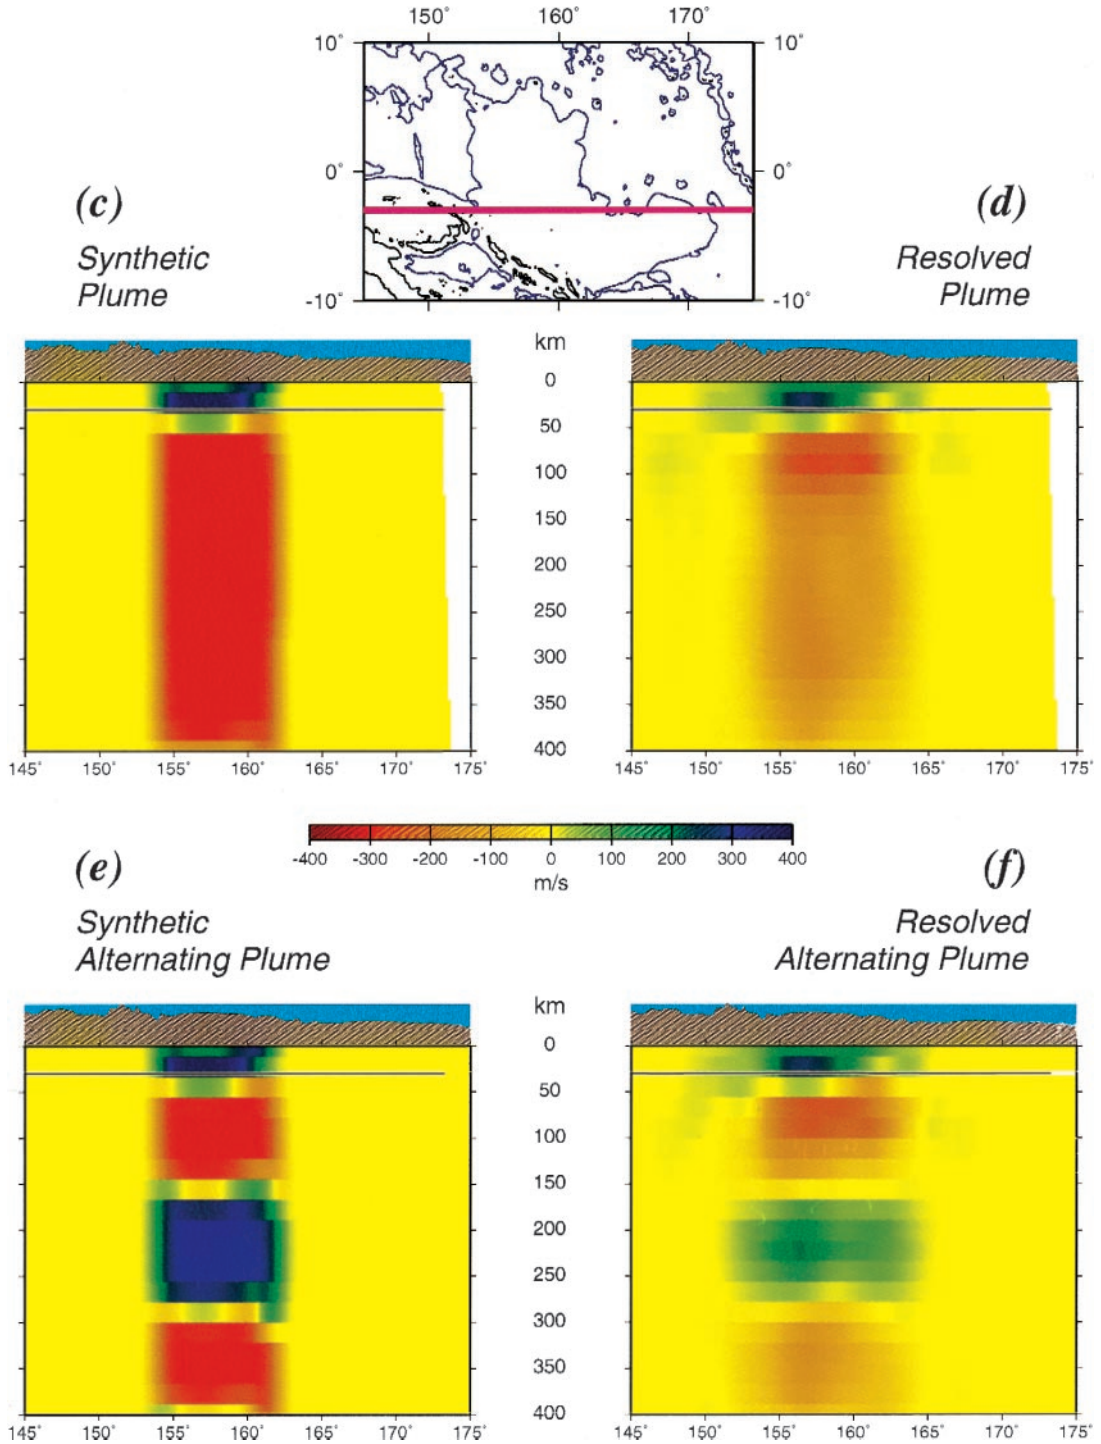 150° 160° 170°
10° 10°
0° 0°
-10° -10°
(c)
Synthetic
Plume
(d)
Resolved
Plume
km
0
50
100
150
200
250
300
350
400
145° 150° 155° 160° 165° 170° 175°
145° 150° 155° 160° 165° 170° 175°
-400 -300 -200 -100 0 100 200 300 400
m/s
(e)
Synthetic
Alternating Plume
(f)
Resolved
Alternating Plume
km
0
50
100
150
200
250
300
350
400
145° 150° 155° 160° 165° 170° 175°
145° 150° 155° 160° 165° 170° 175°